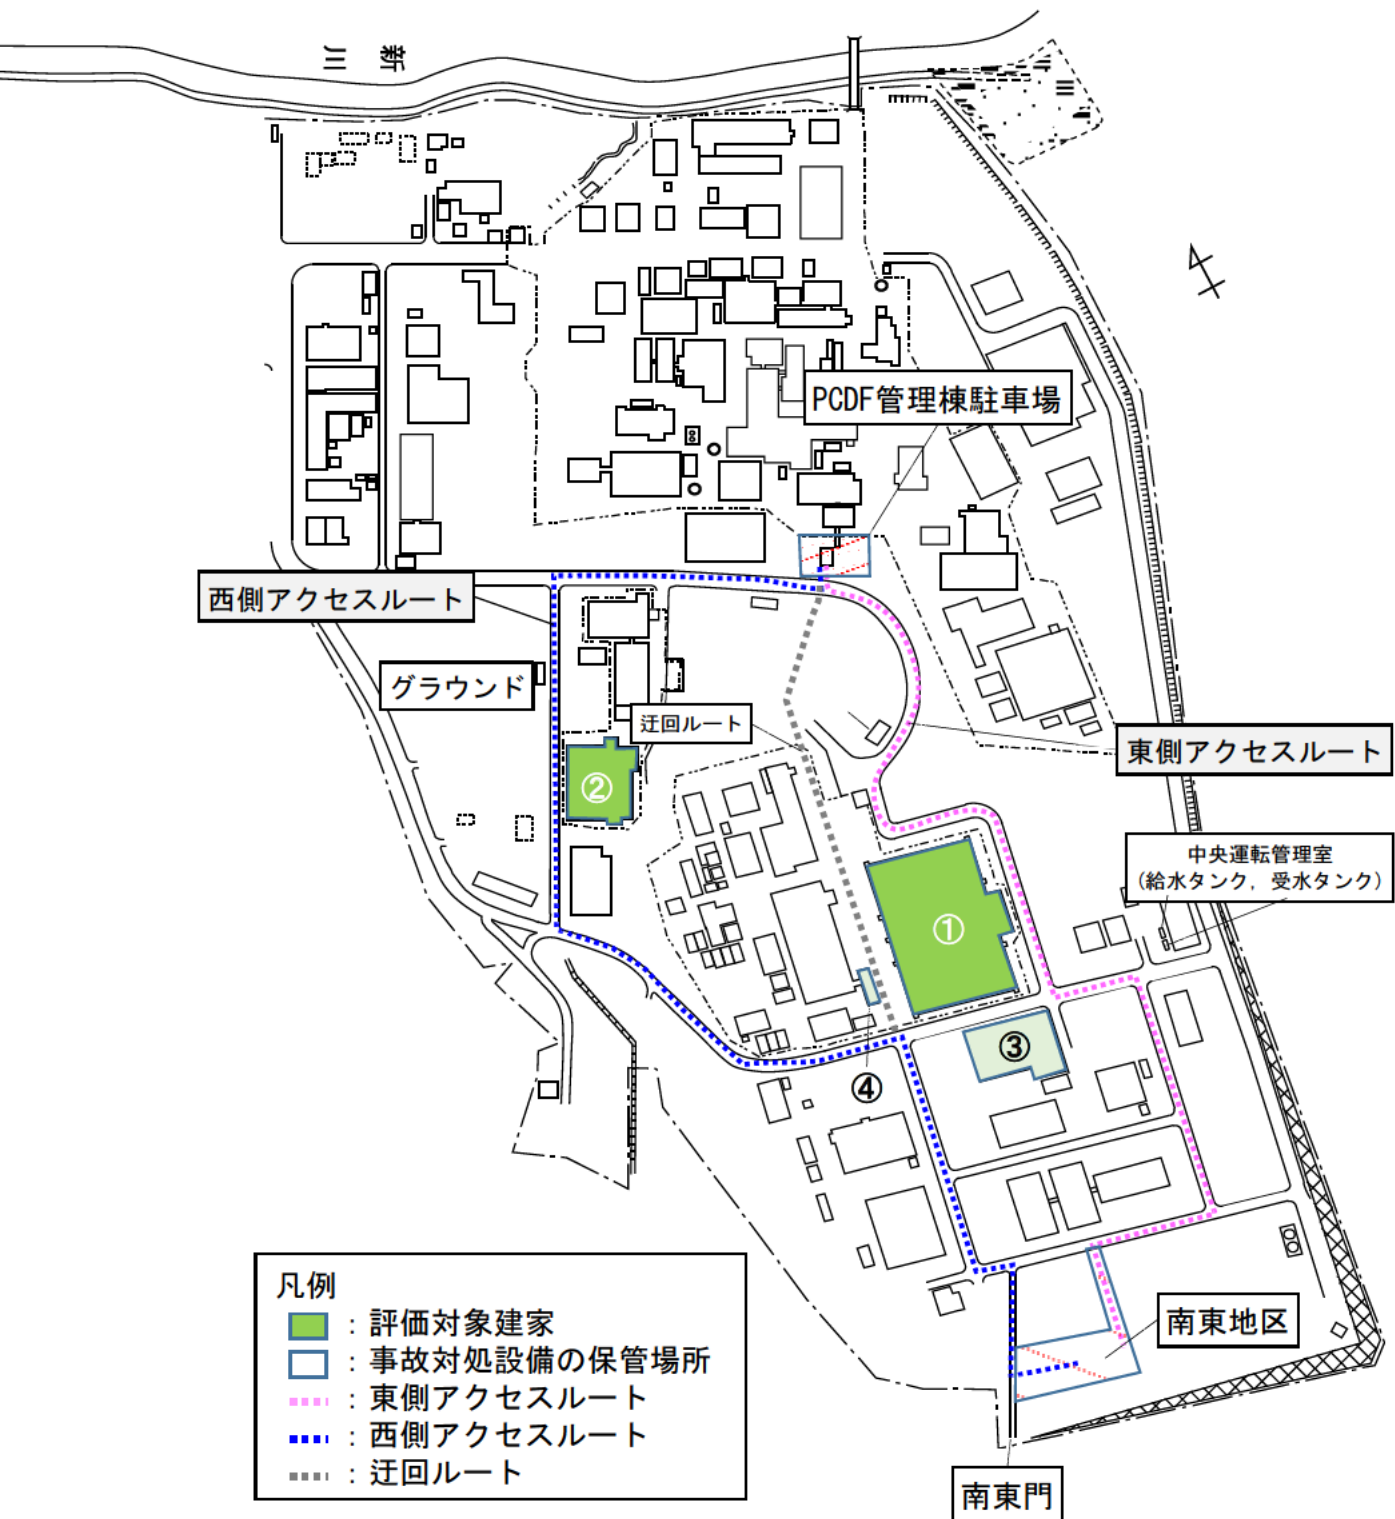 新川
PCDF管理棟駐車場
西側アクセスルート
グラウンド
迂回ルート
東側アクセスルート
②
中央運転管理室
(給水タンク，受水タンク)
①
③
④
凡例
：評価対象建家
：事故対処設備の保管場所
：東側アクセスルート
：西側アクセスルート
：迂回ルート
南東地区
南東門